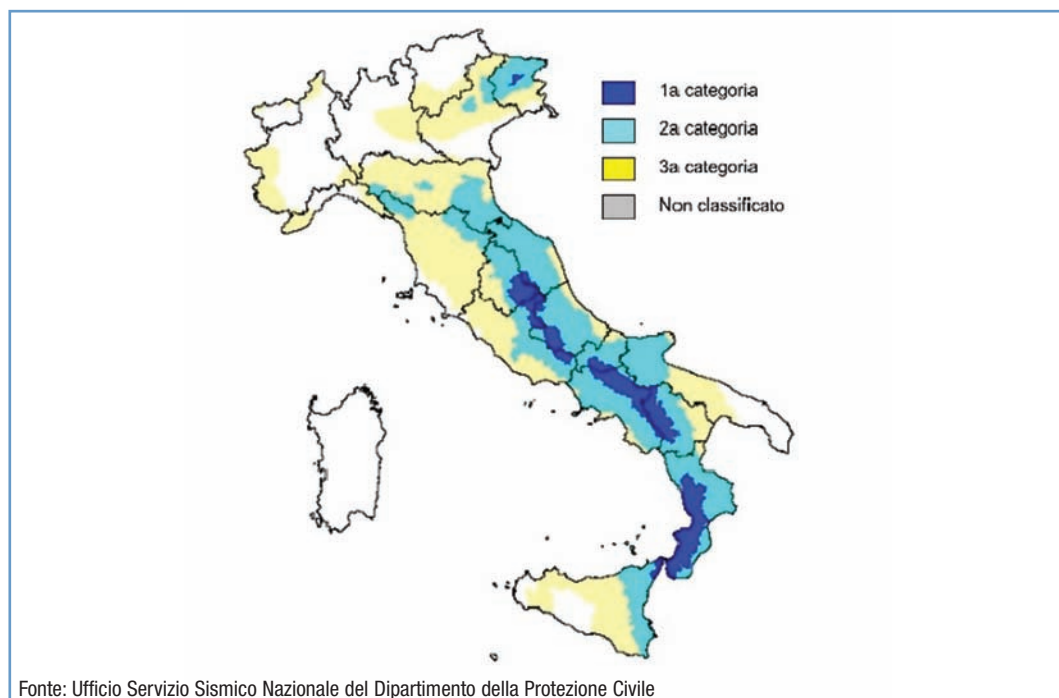 1a categoria
2a categoria
3a categoria
Non classificato
Fonte: Ufficio Servizio Sismico Nazionale del Dipartimento della Protezione Civile